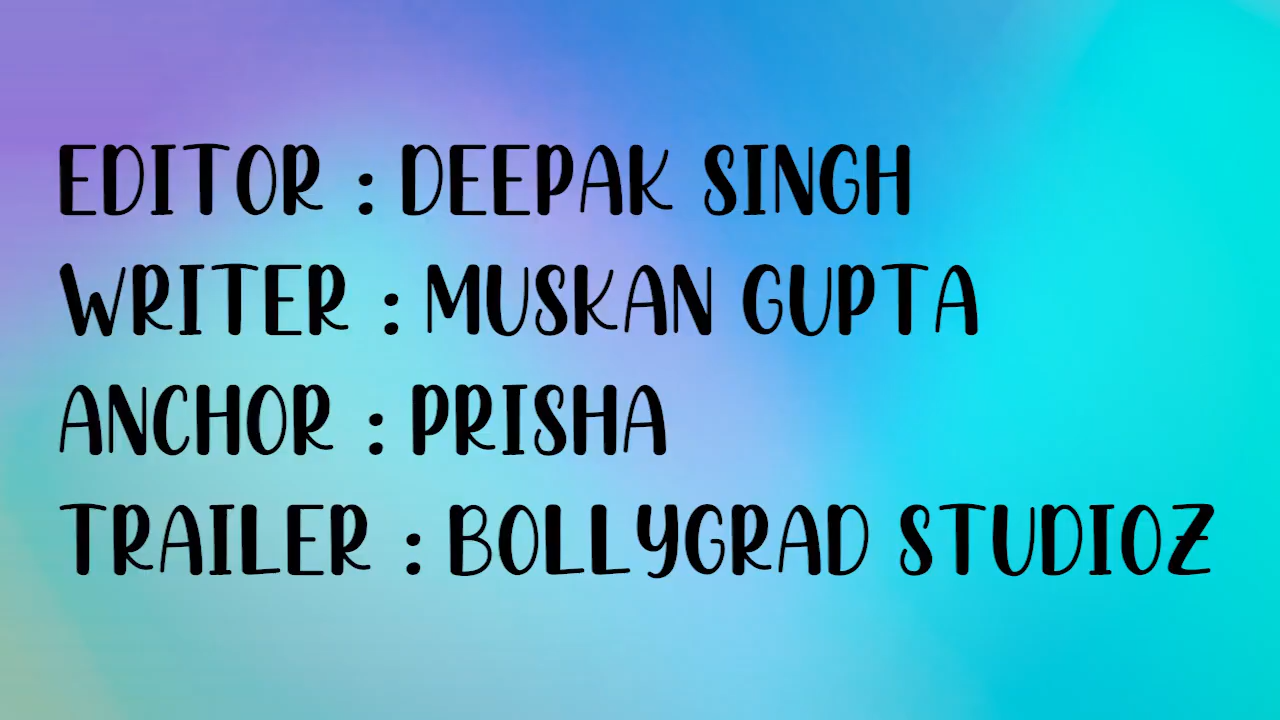 EDITOR : DEEPAK SINGH
WRITER : MUSKAN GUPTA
ANCHOR : PRISHA
TRAILER : BOLLYGRAD STUDIOZ